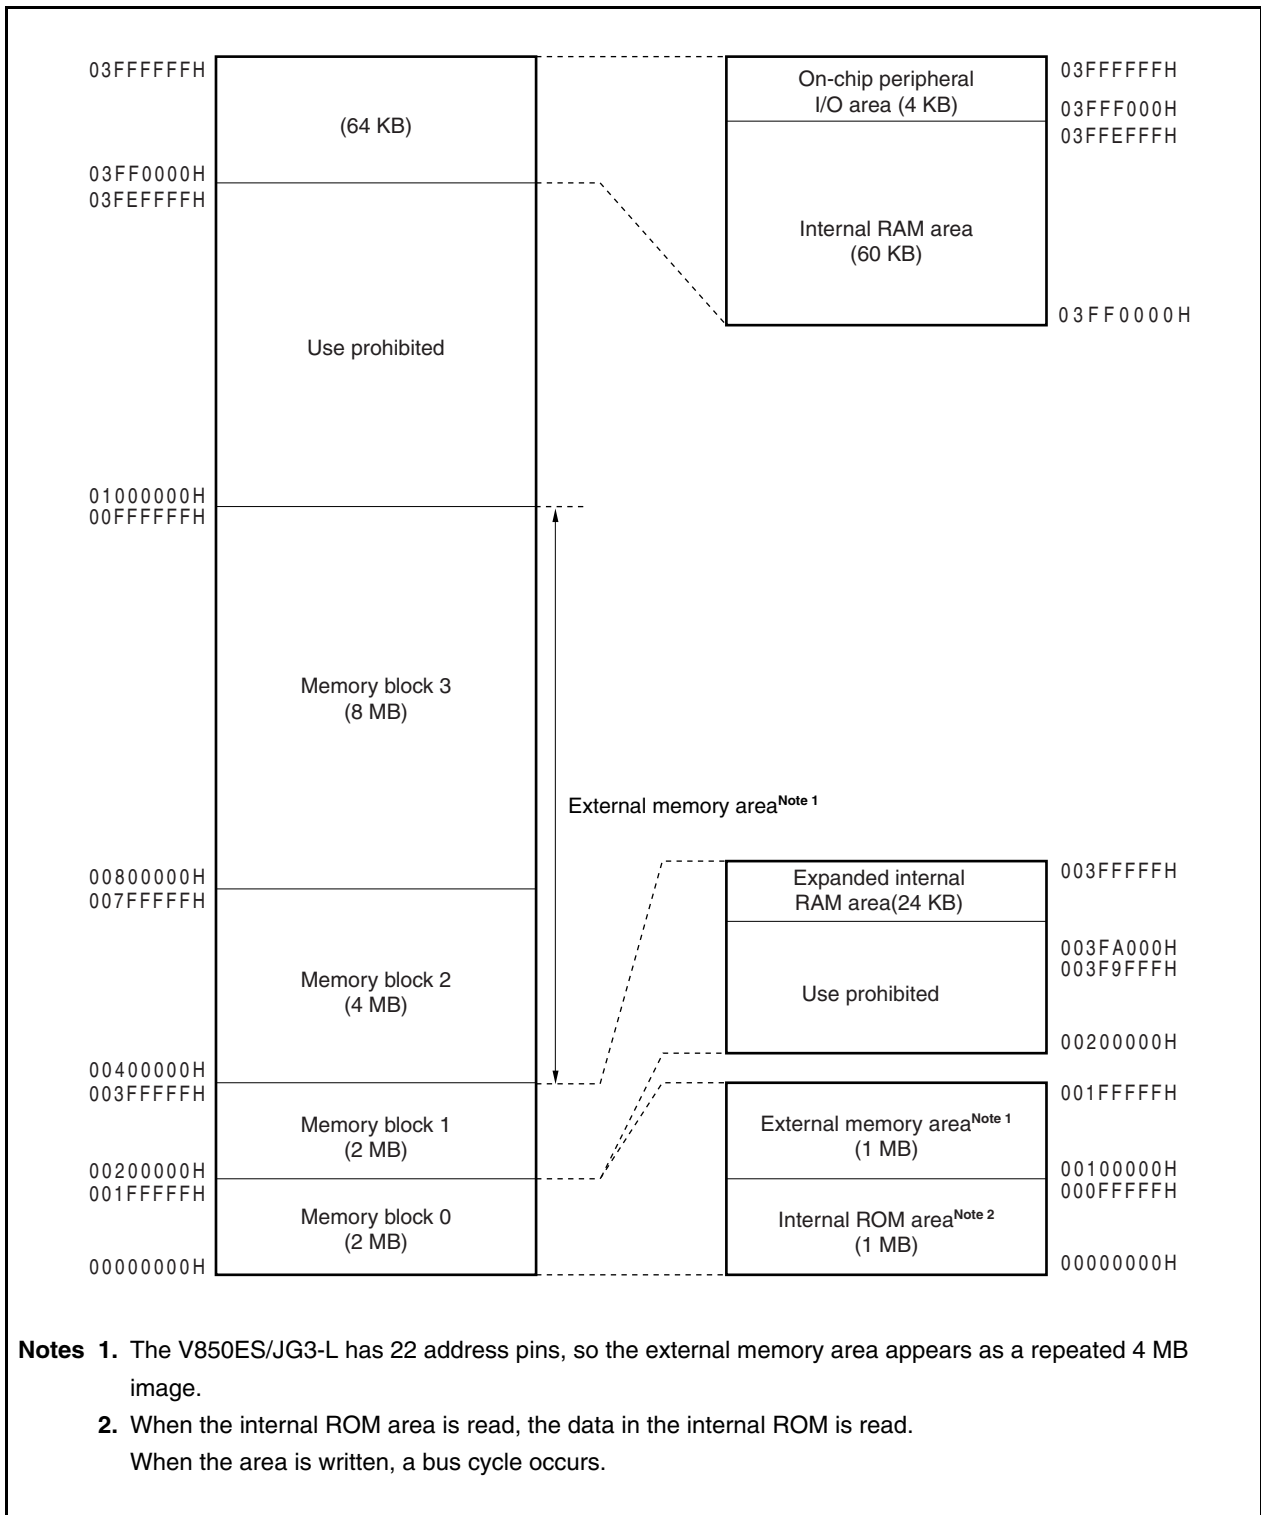 03FFFFFFH
(64 KB)
03FF0000H
03FEFFFFH
Use prohibited
01000000H
00FFFFFFH
Memory block 3
(8 MB)
External memory areaNote 1
00800000H
007FFFFFH
Memory block 2
(4 MB)
00400000H
003FFFFFH
Memory block 1
(2 MB)
00200000H
001FFFFFH
Memory block 0
(2 MB)
00000000H
On-chip peripheral
I/O area (4 KB)
03FFFFFFH
03FFF000H
03FFEFFFH
Internal RAM area
(60 KB)
03FF0000H
Expanded internal
RAM area(24 KB)
003FFFFFH
003FA000H
003F9FFFH
Use prohibited
00200000H
001FFFFFH
External memory areaNote 1
(1 MB)
00100000H
000FFFFFH
Internal ROM areaNote 2
(1 MB)
00000000H
Notes 1. The V850ES/JG3-L has 22 address pins, so the external memory area appears as a repeated 4 MB
image.
2. When the internal ROM area is read, the data in the internal ROM is read.
When the area is written, a bus cycle occurs.